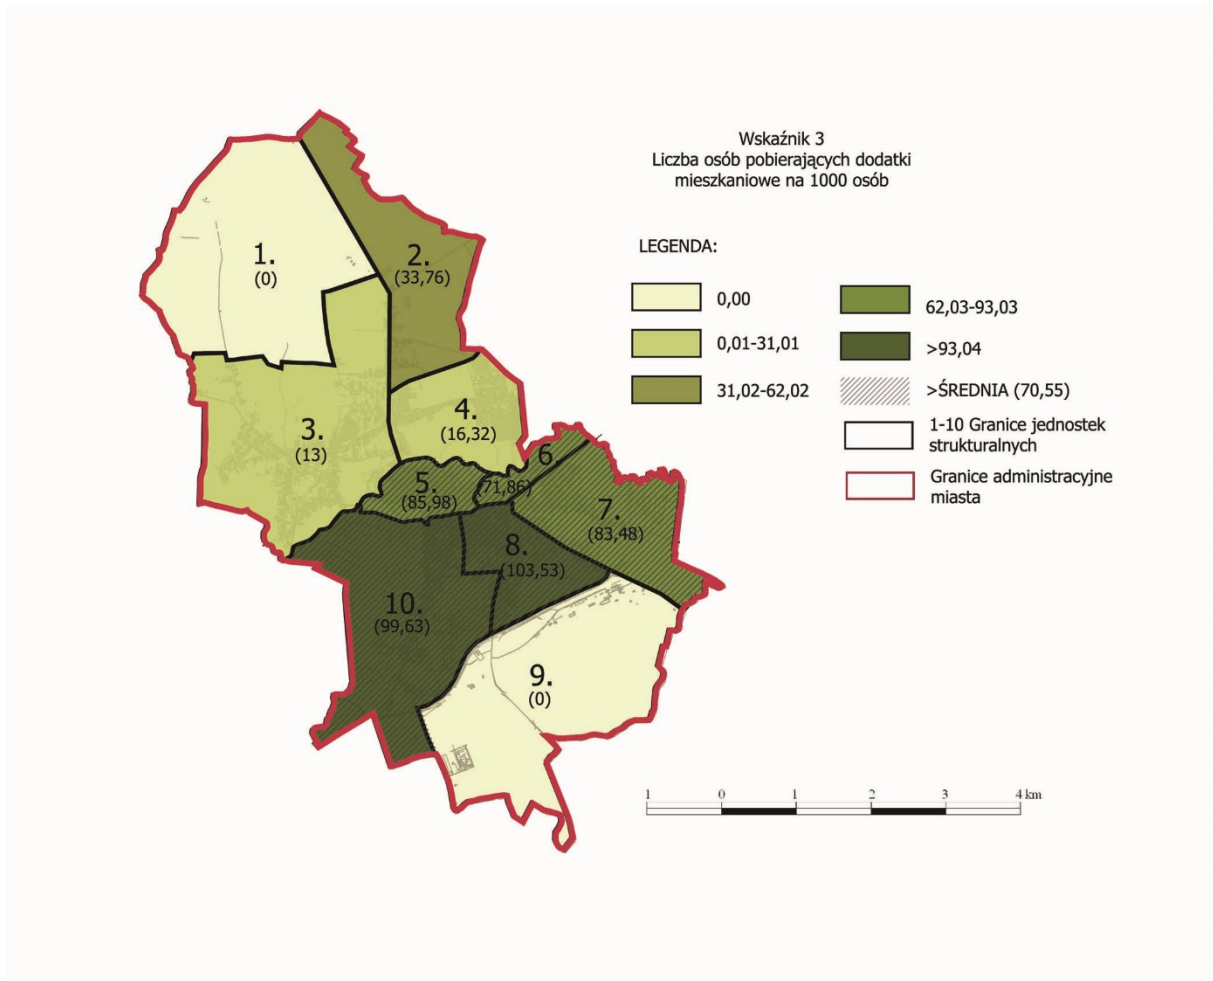 Wskaźnik 3
Liczba osób pobierających dodatki
mieszkaniowe na 1000 osób
LEGENDA:
0,00
0,01-31,01
31,02-62,02
62,03-93,03
>93,04
>ŚREDNIA (70,55)
1-10 Granice jednostek
strukturalnych
Granice administracyjne
miasta
1.
(0)
2.
(33,76)
3.
(13)
4.
(16,32)
5.
(85,98)
6.
(71,86)
7.
(83,48)
8.
(103,53)
10.
(99,63)
9.
(0)
1 0 1 2 3 4 km